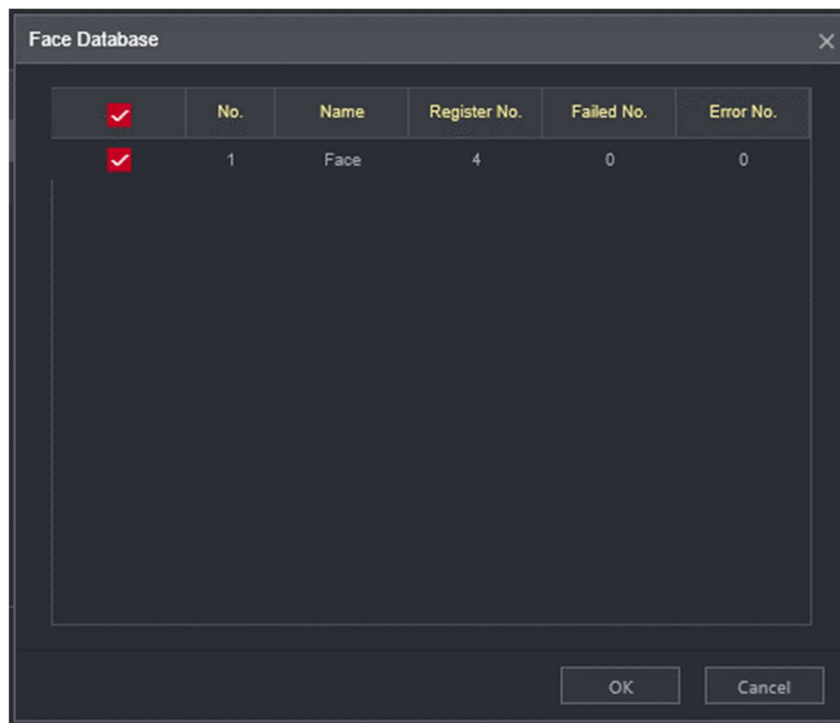 Face Database
No. Name Register No. Failed No. Error No.
1 Face 4 0 0
OK Cancel